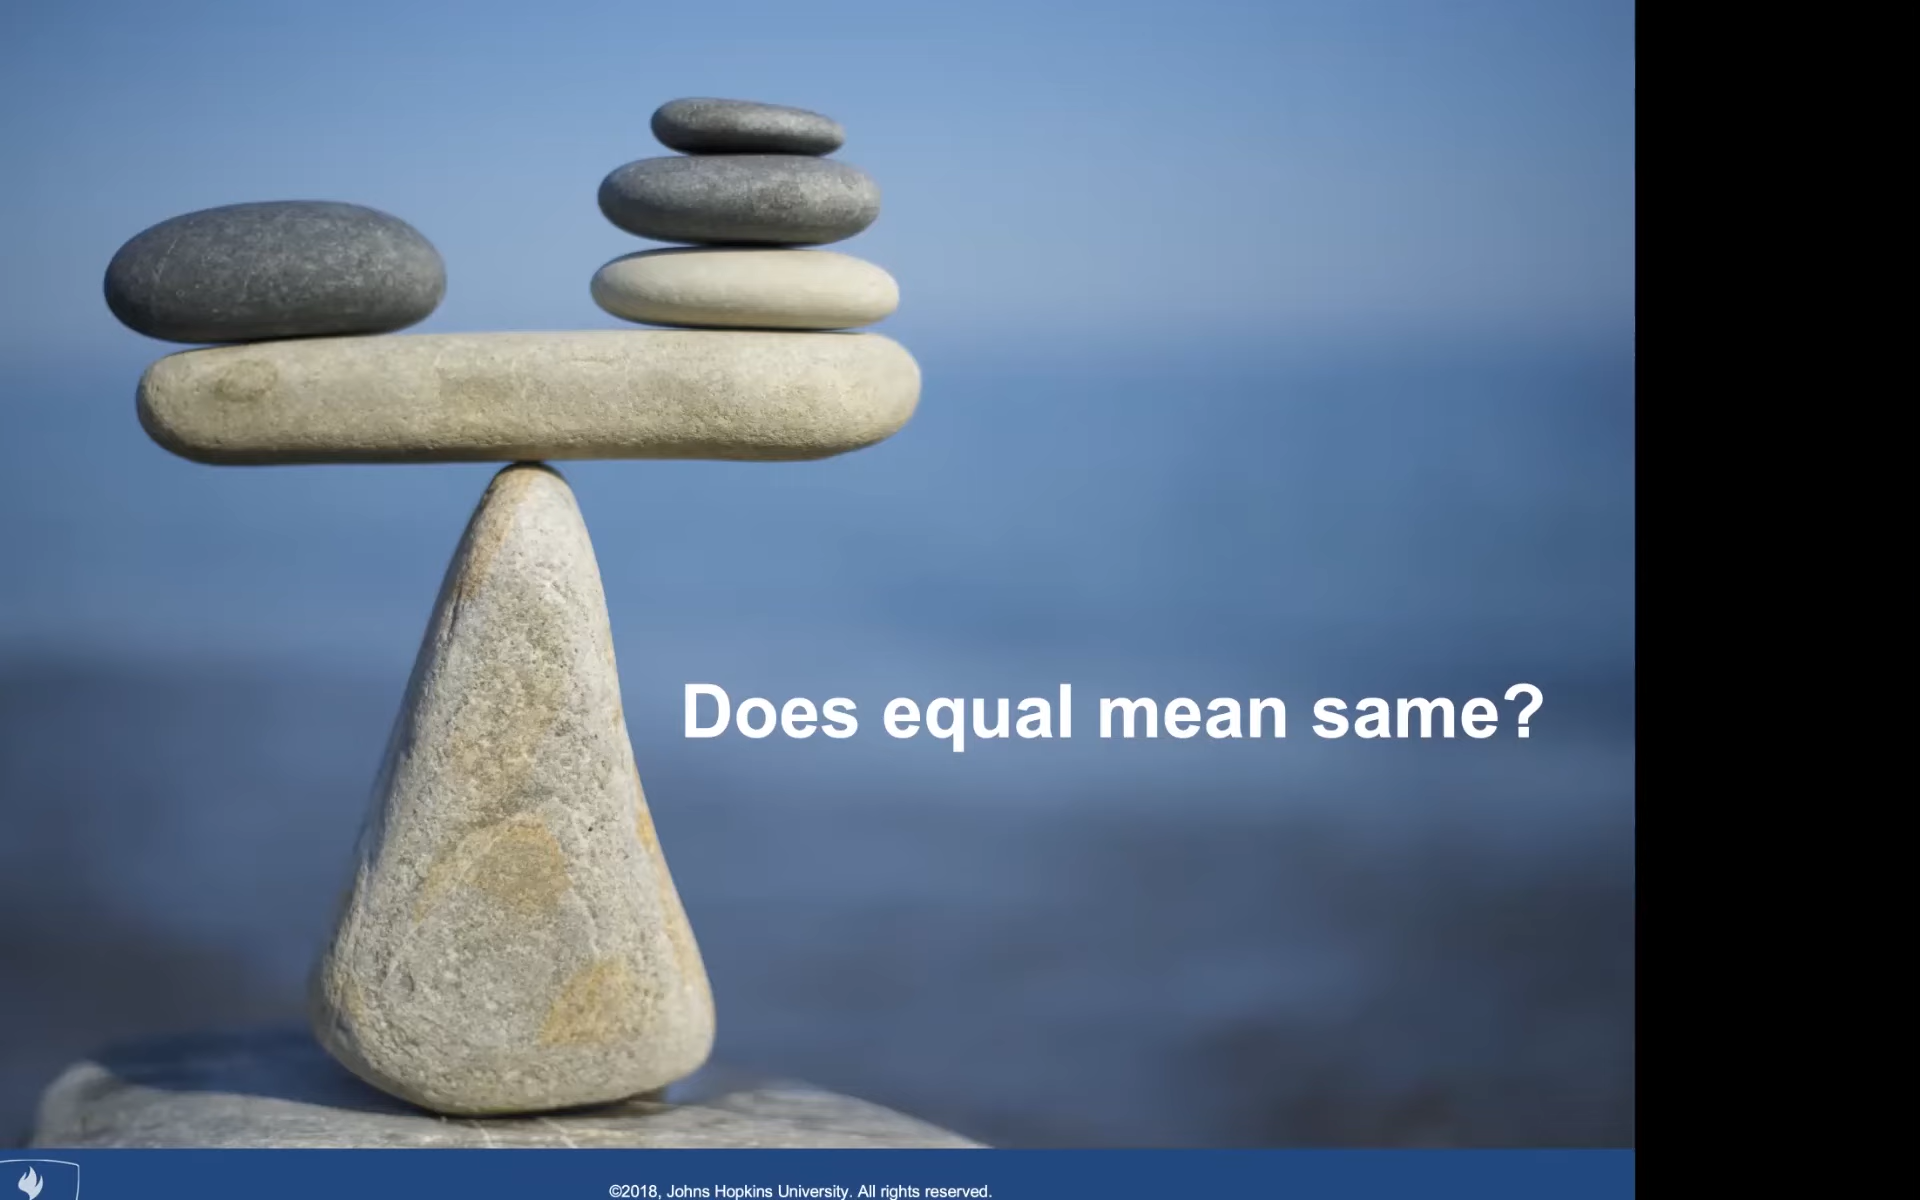 Does equal mean same?
©2018, Johns Hopkins University. All rights reserved.